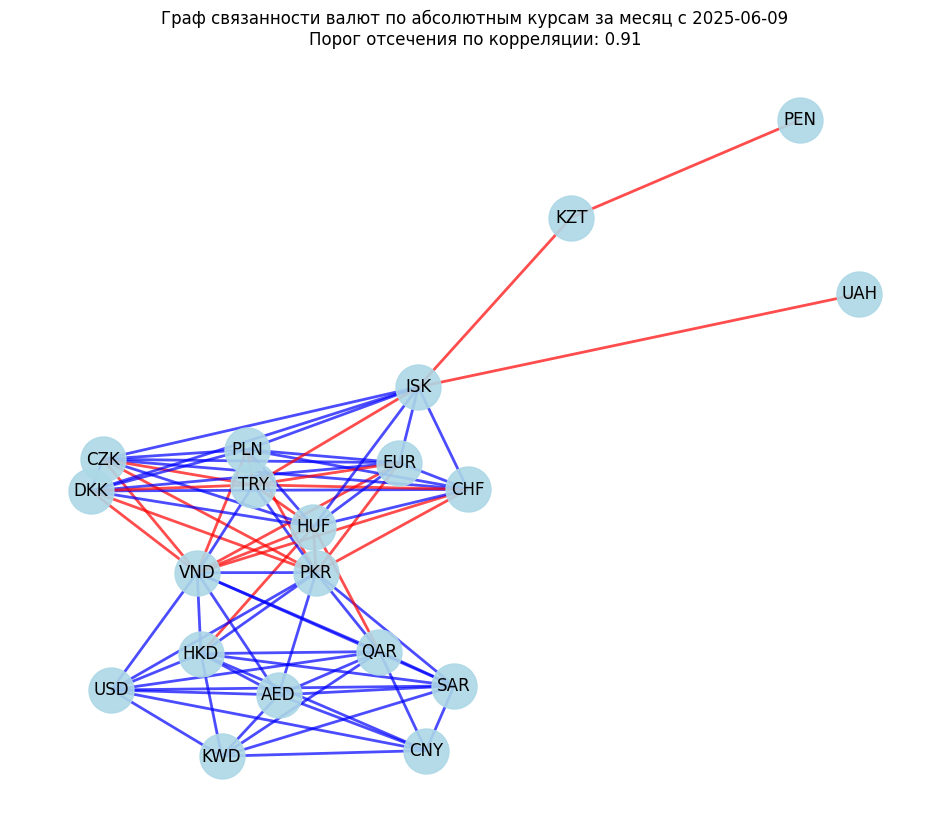 Граф связанности валют по абсолютным курсам за месяц с 2025-06-09
Порог отсечения по корреляции: 0.91
PEN
KZT
UAH
ISK
PLN
CZK
EUR
TRY
CHF
DKK
HUF
VND
PKR
HKD
QAR
USD
AED
SAR
KWD
CNY